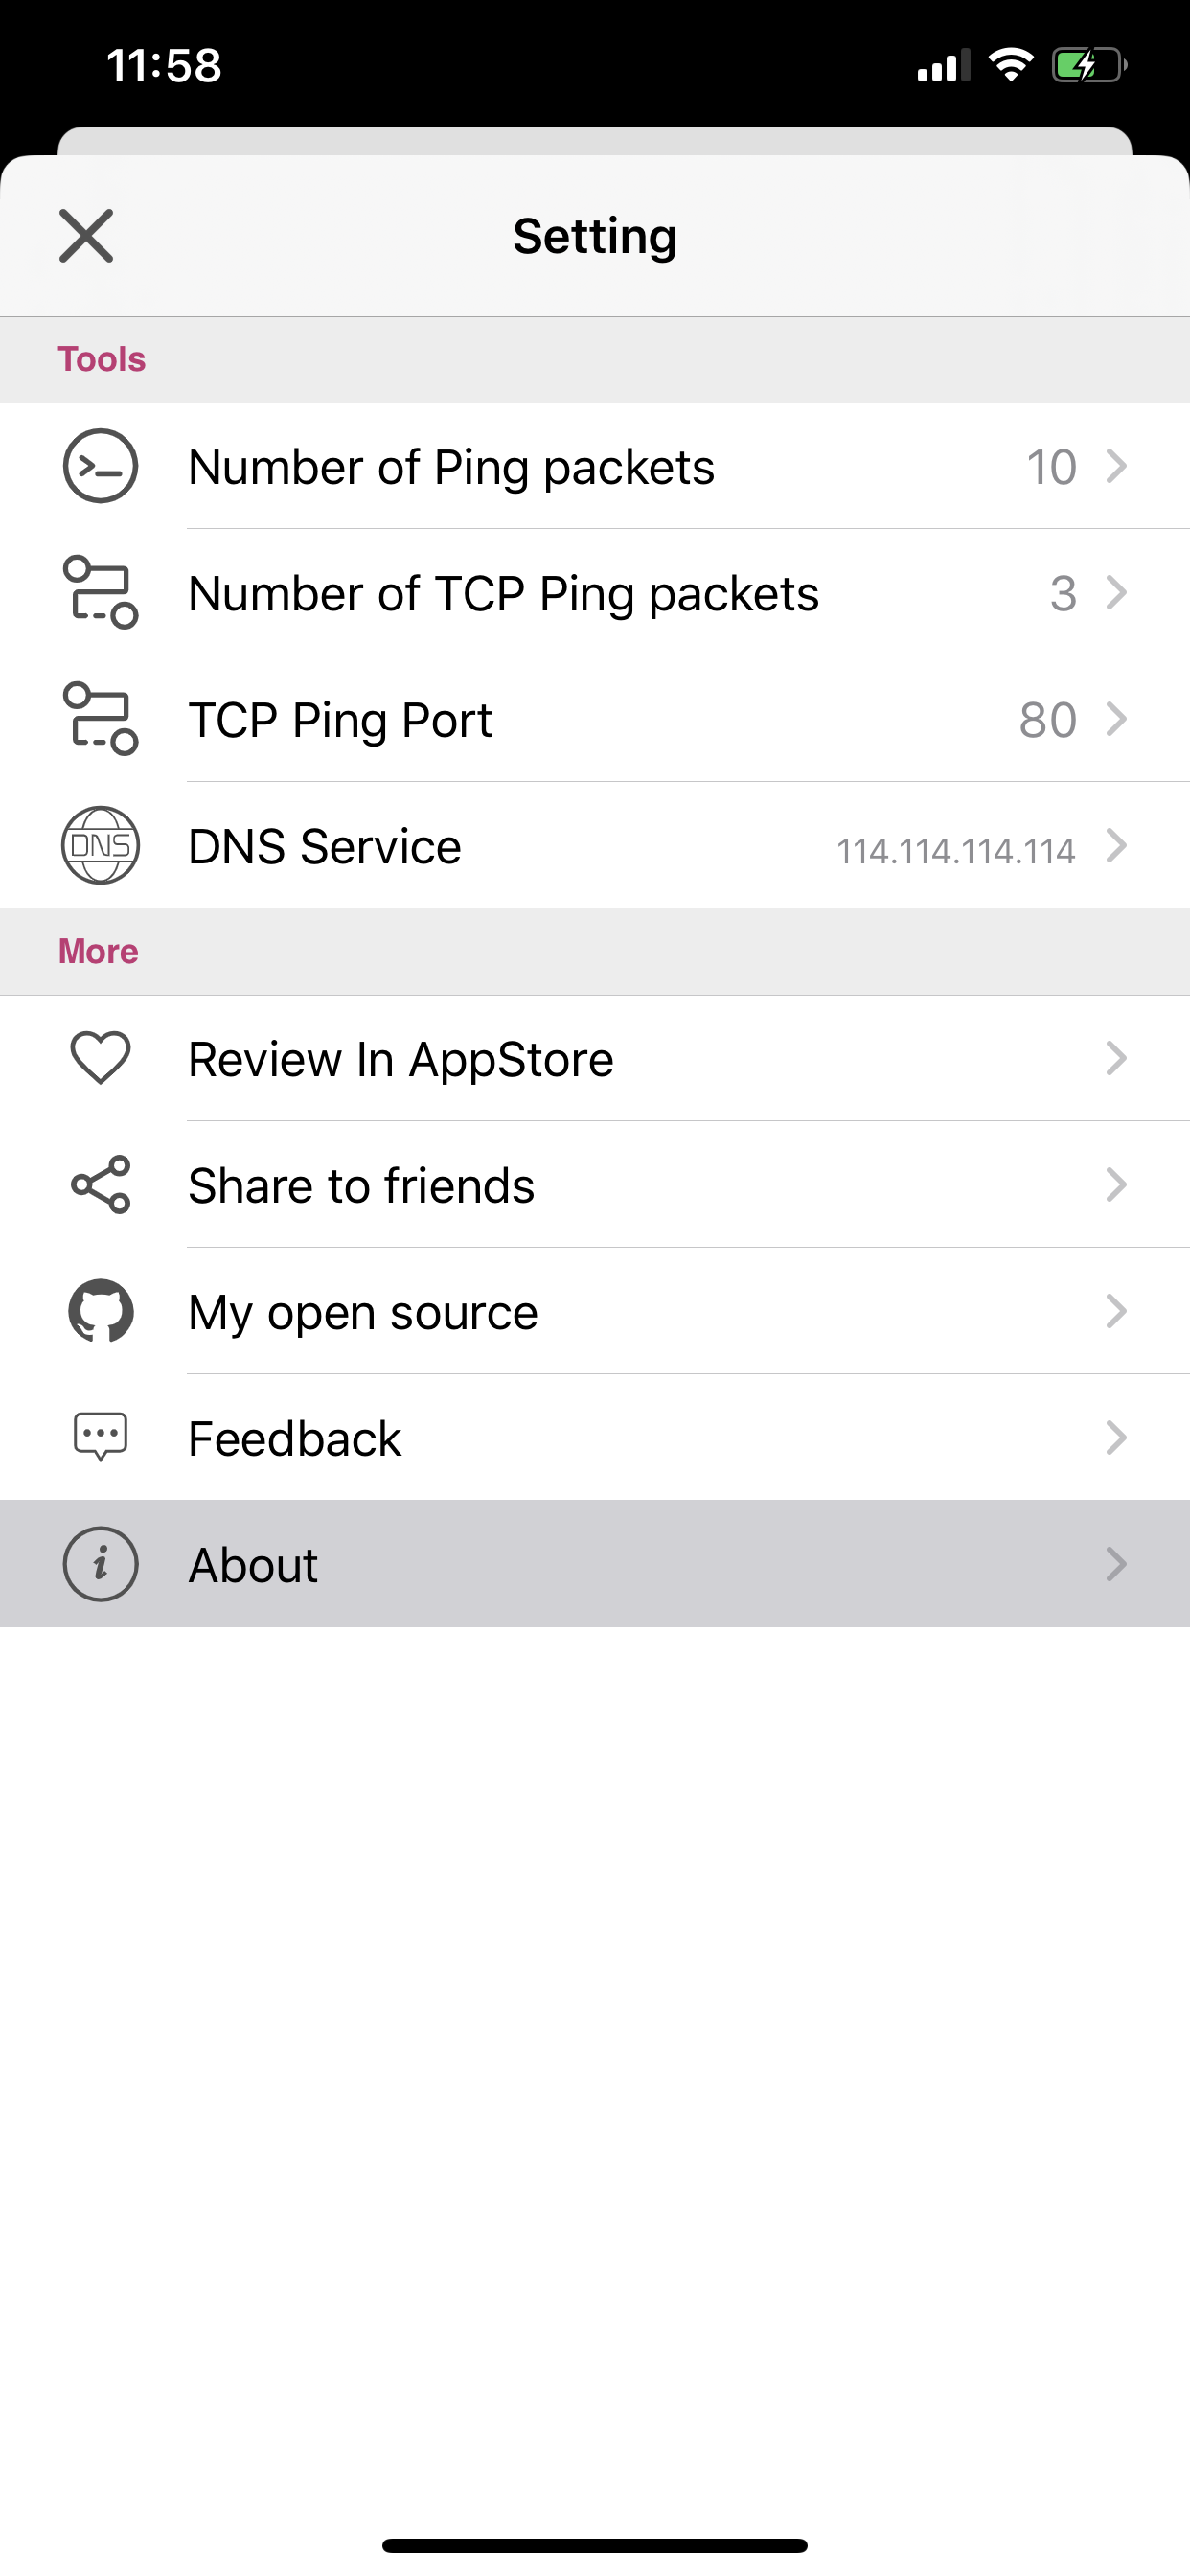 11:58
Setting
Tools
Number of Ping packets 10
Number of TCP Ping packets 3
TCP Ping Port 80
DNS DNS Service 114.114.114.114
More
Review In AppStore
Share to friends
My open source
Feedback
i About